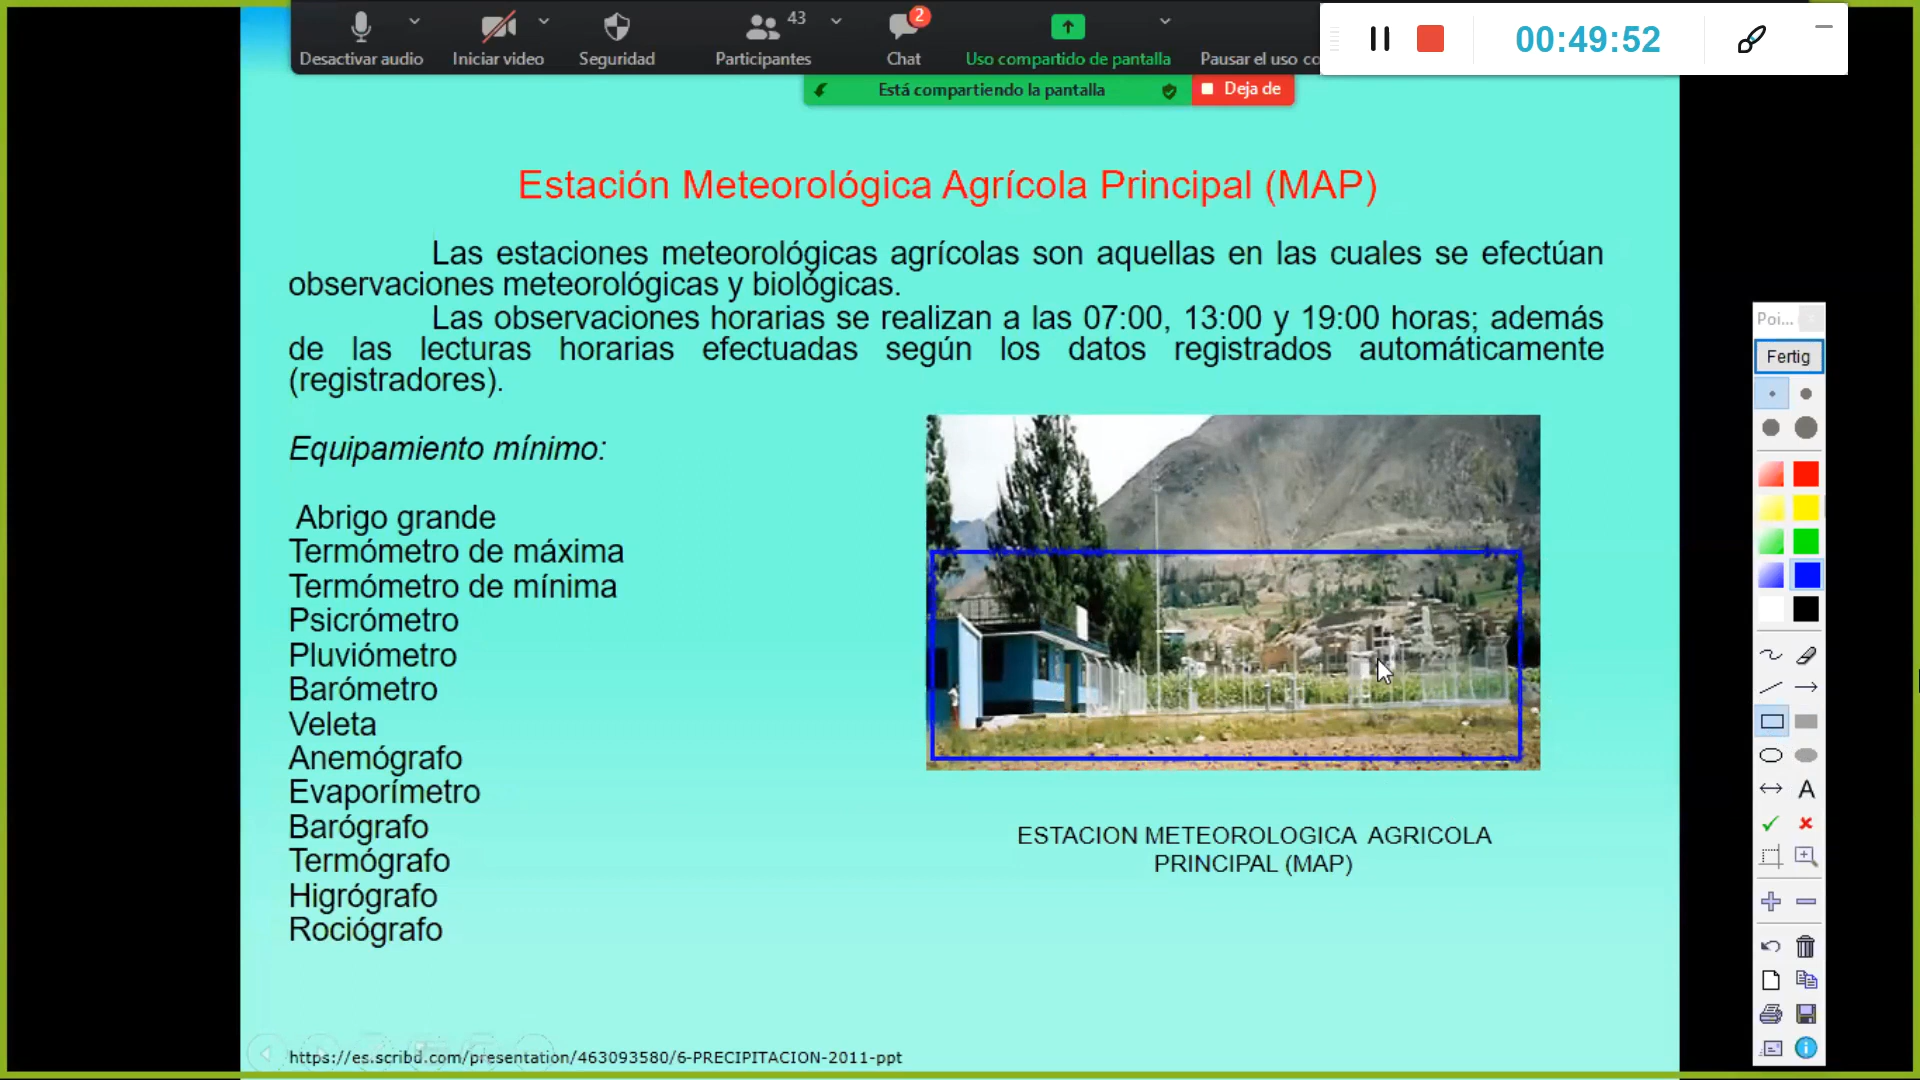 43
2
Desactivar audio
Iniciar video
Seguridad
Participantes
Chat
Uso compartido de pantalla
Pausar el uso co
00:49:52
Está compartiendo la pantalla
Deja de
Estación Meteorológica Agrícola Principal (MAP)
Las estaciones meteorológicas agrícolas son aquellas en las cuales se efectúan
observaciones meteorológicas y biológicas.
Las observaciones horarias se realizan a las 07:00, 13:00 y 19:00 horas; además
de las lecturas horarias efectuadas según los datos registrados automáticamente
(registradores).
Equipamiento mínimo:
Abrigo grande
Termómetro de máxima
Termómetro de mínima
Psicrómetro
Pluviómetro
Barómetro
Veleta
Anemógrafo
Evaporímetro
Barógrafo
Termógrafo
Higrógrafo
Rociógrafo
ESTACION METEOROLOGICA AGRICOLA
PRINCIPAL (MAP)
https://es.scribd.com/presentation/463093580/6-PRECIPITACION-2011-ppt
Poi...
Fertig
A